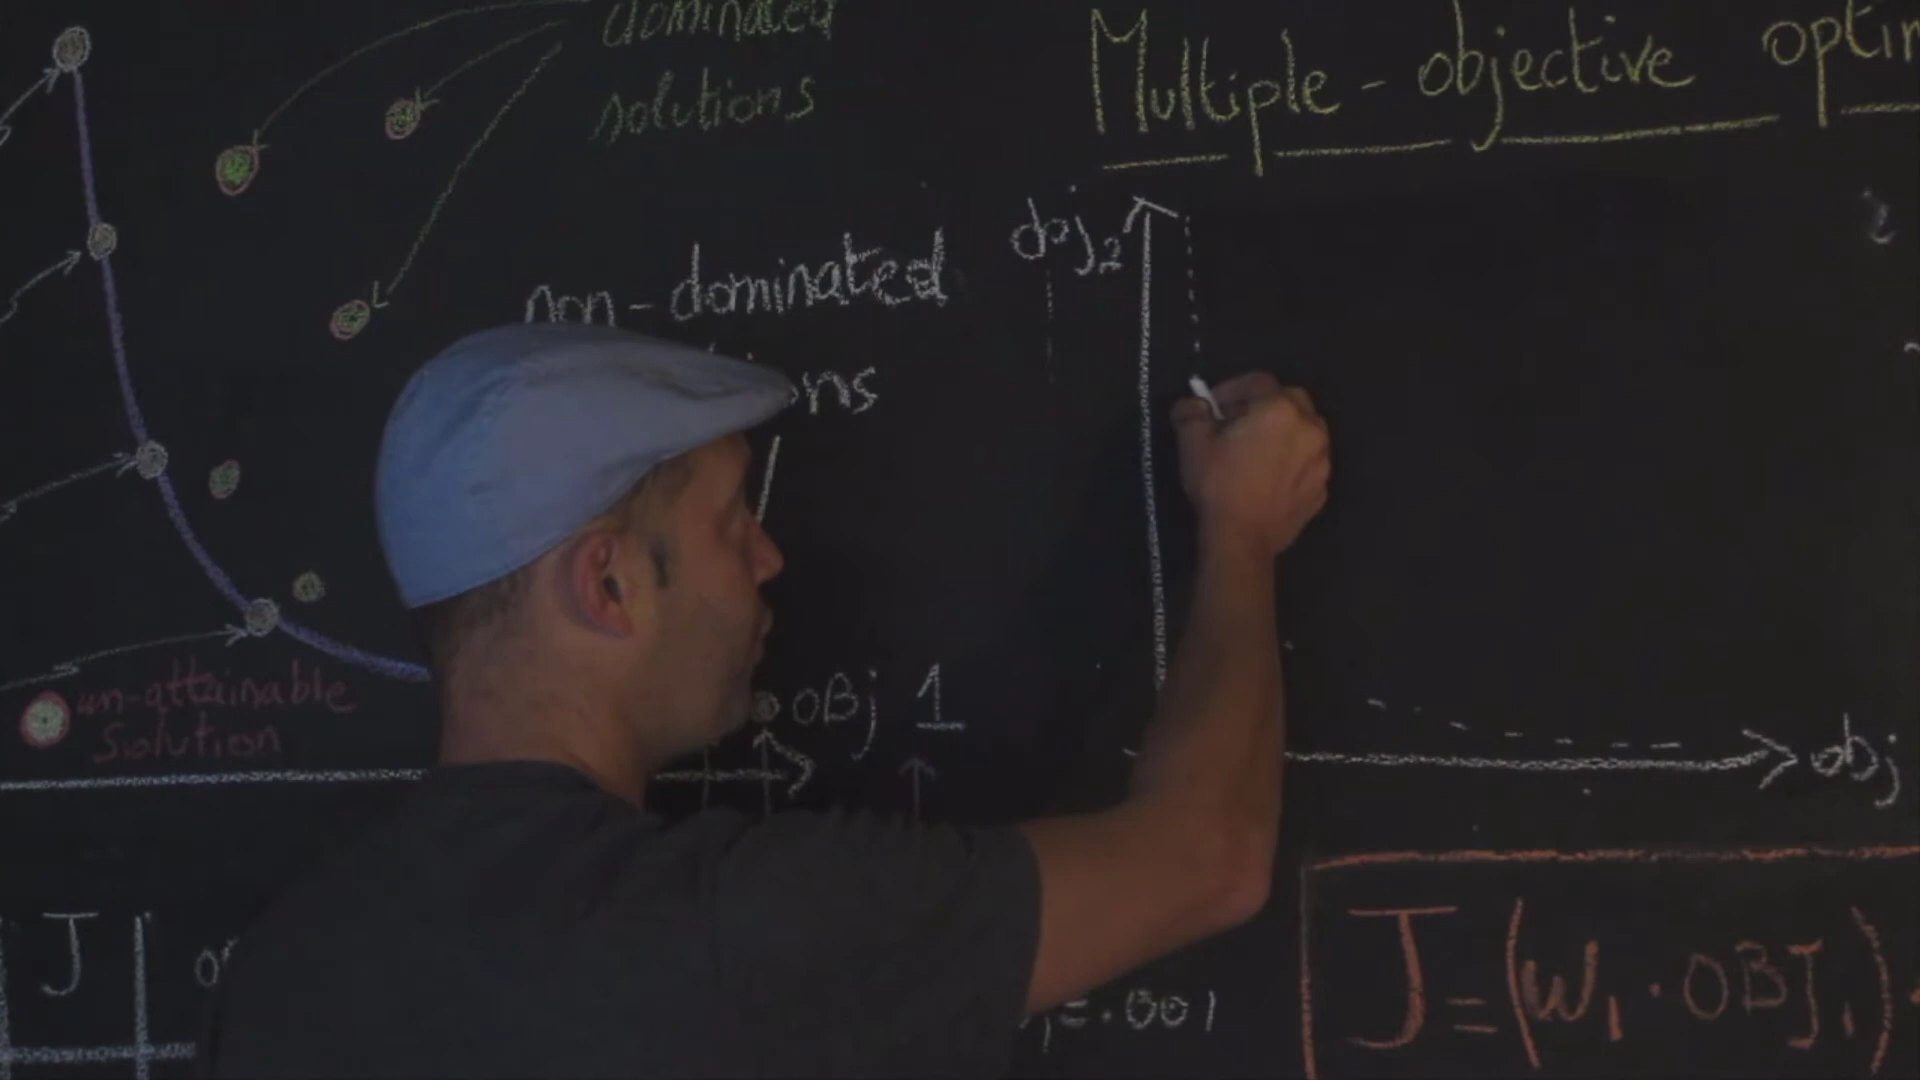 dominated
solutions
Multiple-objective optim
obj2
non-dominated
ons
un-attainable
Solution
OBj 1
obj
J
=.001
J=(W1.OBJ1)